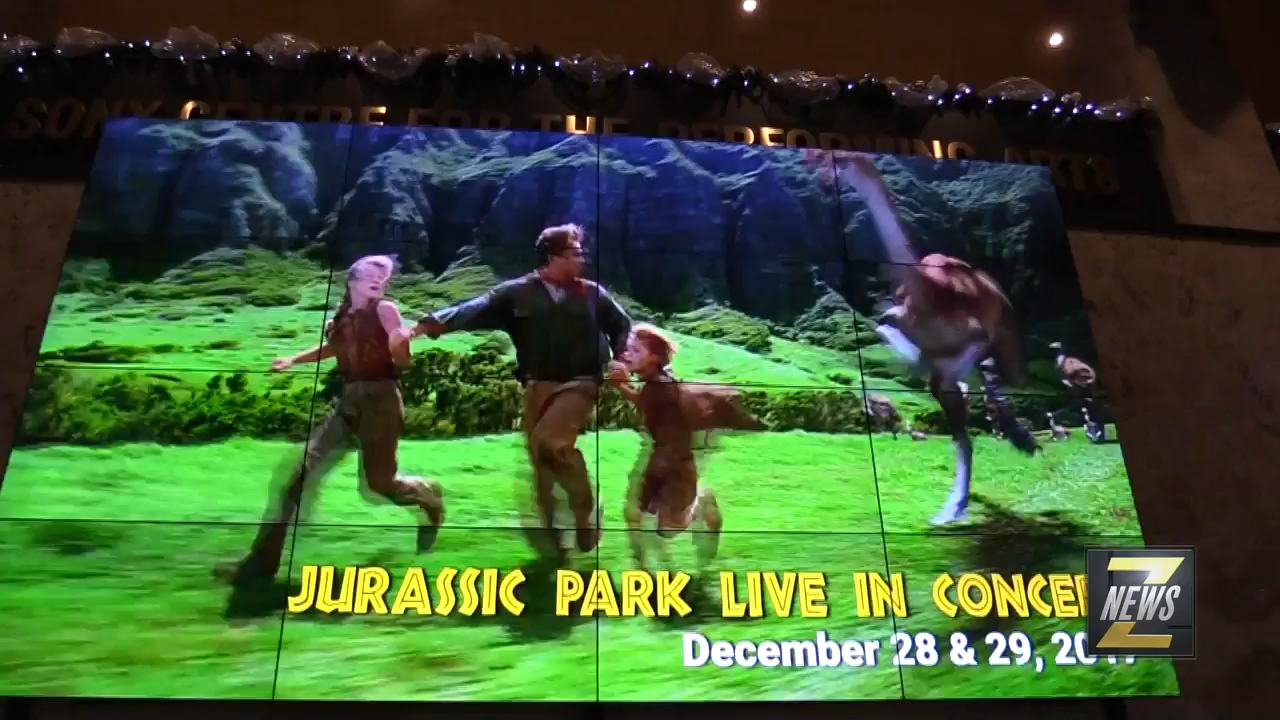 SONY CENTRE FOR THE PERFORMING ARTS
JURASSIC PARK LIVE IN CONCER
December 28 & 29, 20
Z
NEWS